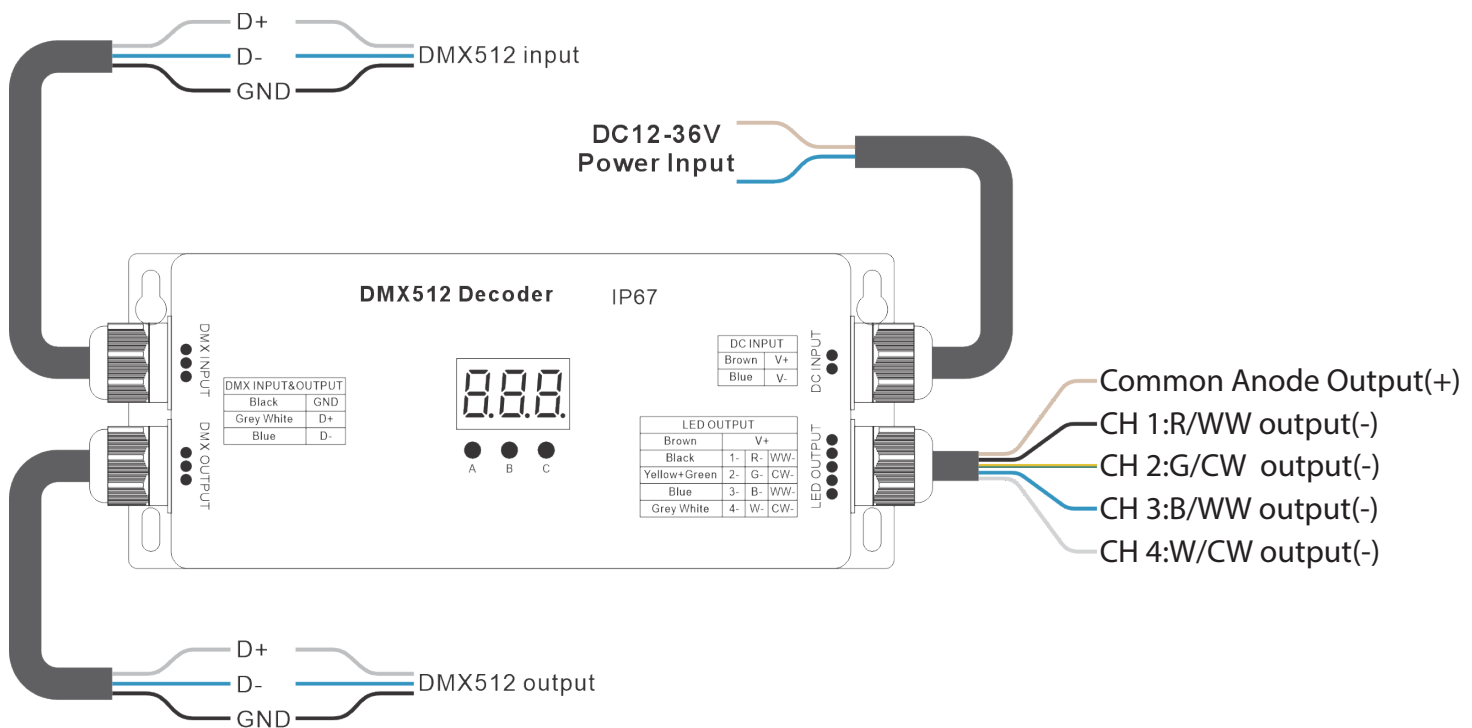 D+
D-
GND
DMX512 input
DC12-36V
Power Input
DMX512 Decoder
IP67
DMX INPUT
DMX INPUT&OUTPUT
Black GND
Grey White D+
Blue D-
DMX OUTPUT
8.8.8.
A B C
DC INPUT
Brown V+
Blue V-
DC INPUT
LED OUTPUT
Brown V+
Black 1- R- WW-
Yellow+Green 2- G- CW-
Blue 3- B- WW-
Grey White 4- W- CW-
LED OUTPUT
Common Anode Output(+)
CH 1:R/WW output(-)
CH 2:G/CW output(-)
CH 3:B/WW output(-)
CH 4:W/CW output(-)
D+
D-
GND
DMX512 output